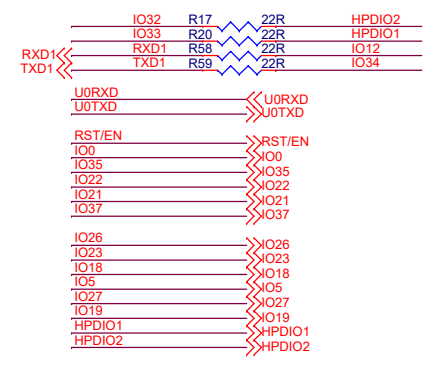 IO32 R17 22R HPDIO2
IO33 R20 22R HPDIO1
RXD1 RXD1 R58 22R IO12
TXD1 TXD1 R59 22R IO34
U0RXD U0RXD
U0TXD U0TXD
RST/EN RST/EN
IO0 IO0
IO35 IO35
IO22 IO22
IO21 IO21
IO37 IO37
IO26 IO26
IO23 IO23
IO18 IO18
IO5 IO5
IO27 IO27
IO19 IO19
HPDIO1 HPDIO1
HPDIO2 HPDIO2